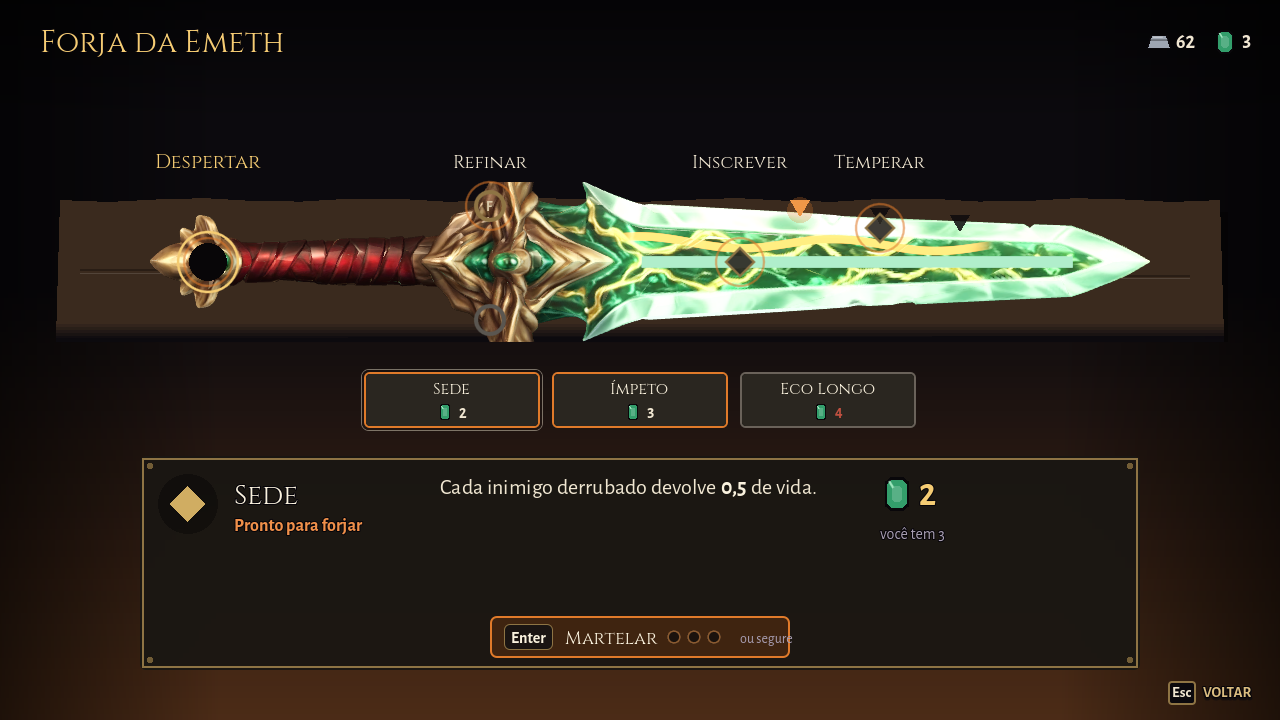 Forja da Emeth
62 3
Despertar
Refinar
Inscrever
Temperar
Sede
2
Ímpeto
3
Eco Longo
4
Sede
Pronto para forjar
Cada inimigo derrubado devolve 0,5 de vida.
2
você tem 3
Enter Martelar ou segure
Esc VOLTAR